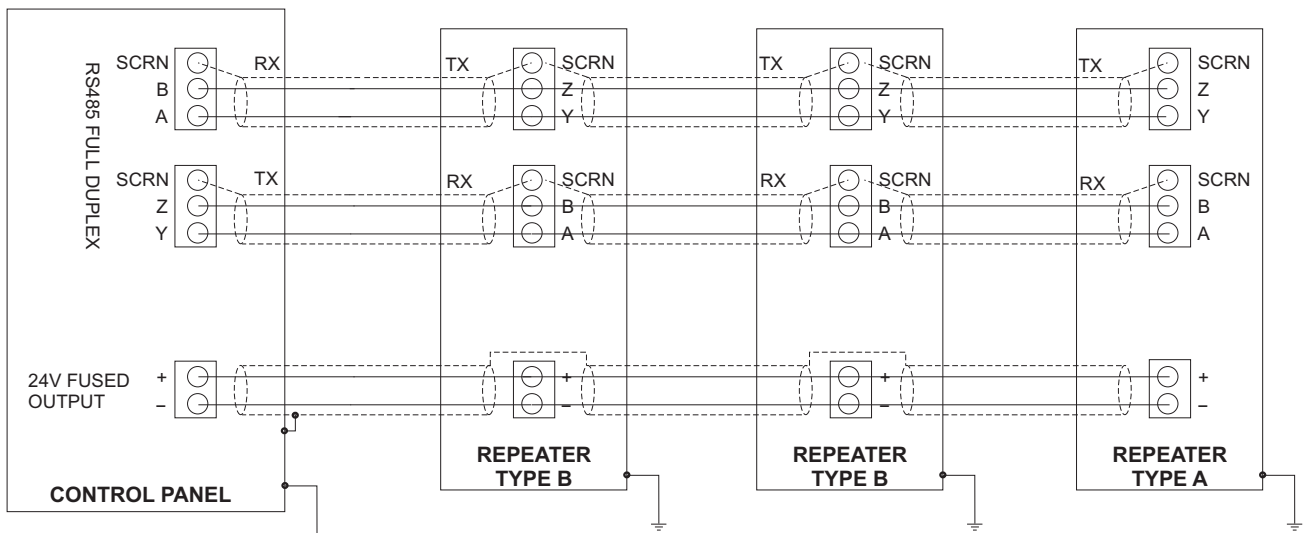 RS485 FULL DUPLEX
SCRN RX TX SCRN TX SCRN TX SCRN
B Z Z Z
A Y Y Y
SCRN TX RX SCRN RX SCRN RX SCRN
Z B B B
Y A A A
24V FUSED + + + +
OUTPUT – – – –
CONTROL PANEL
REPEATER
TYPE B
REPEATER
TYPE B
REPEATER
TYPE A